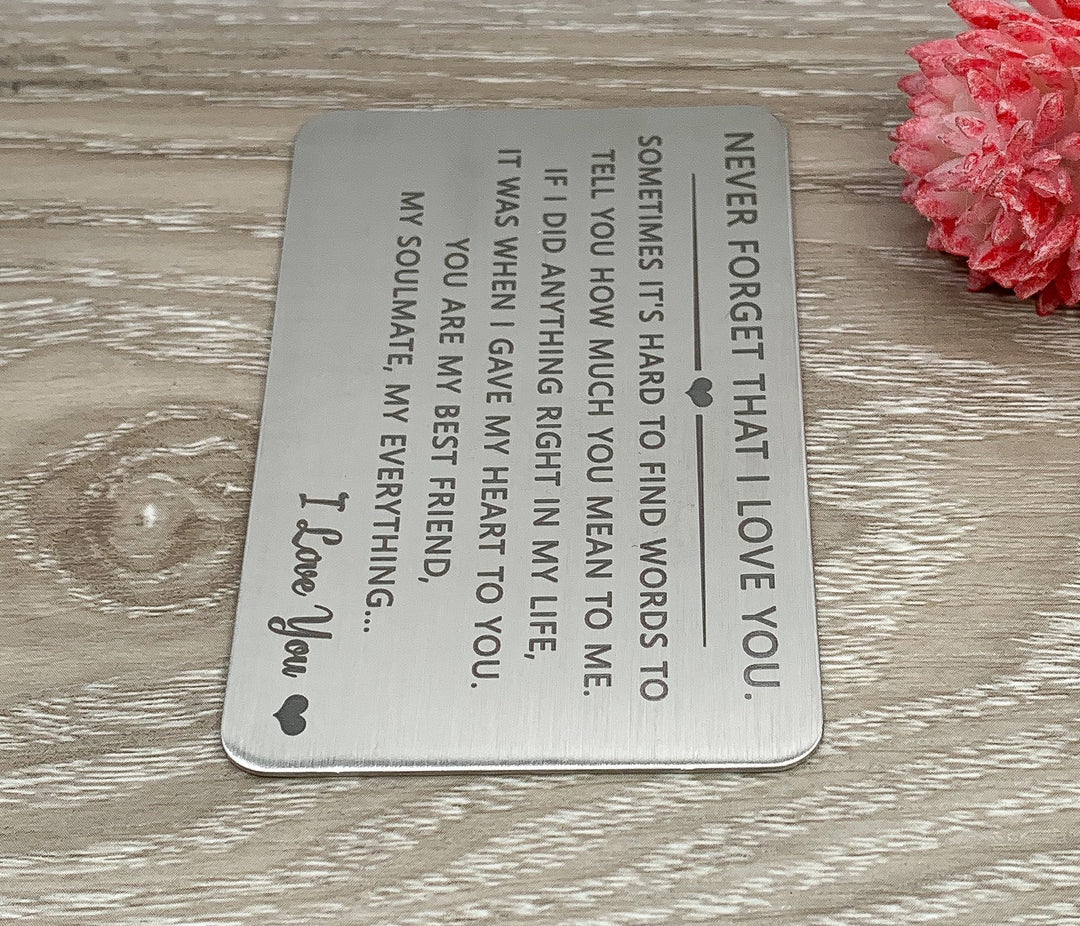 NEVER FORGET THAT I LOVE YOU.
SOMETIMES IT'S HARD TO FIND WORDS TO
TELL YOU HOW MUCH YOU MEAN TO ME.
IF I DID ANYTHING RIGHT IN MY LIFE,
IT WAS WHEN I GAVE MY HEART TO YOU.
YOU ARE MY BEST FRIEND,
MY SOULMATE, MY EVERYTHING...
I Love You